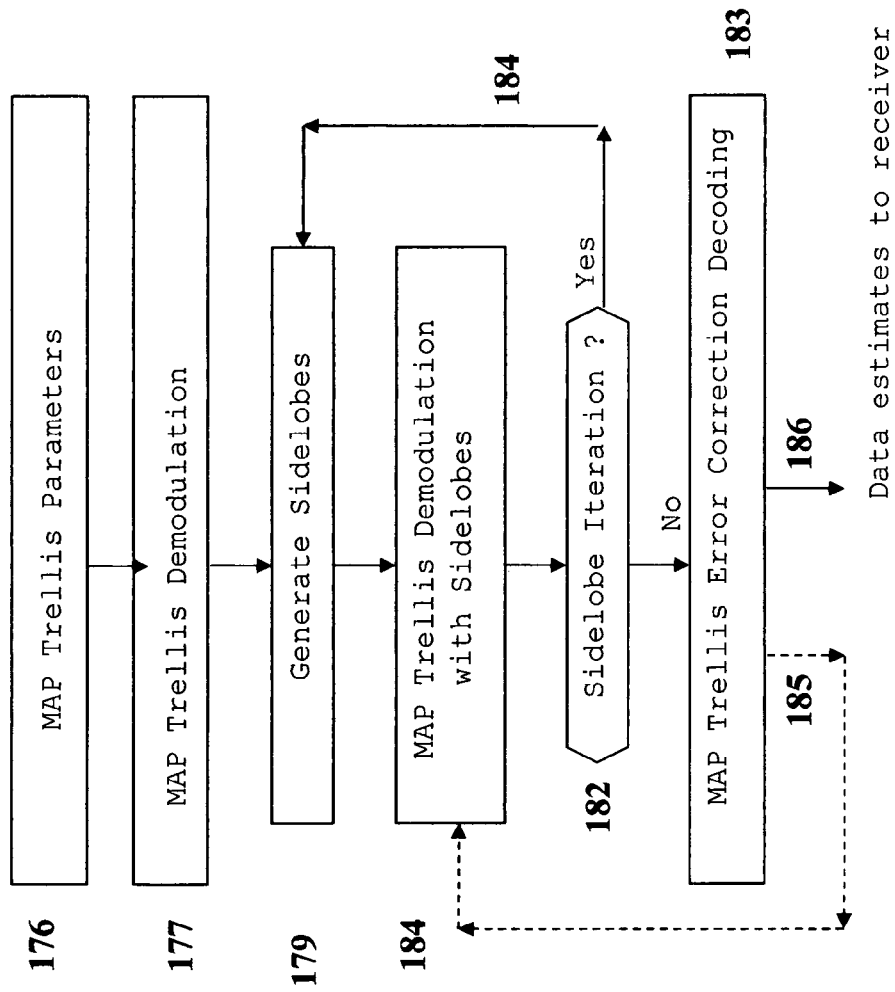 176
MAP Trellis Parameters
177
MAP Trellis Demodulation
179
Generate Sidelobes
184
184
MAP Trellis Demodulation
with Sidelobes
182
Sidelobe Iteration ?
Yes
No
MAP Trellis Error Correction Decoding
183
185
186
Data estimates to receiver